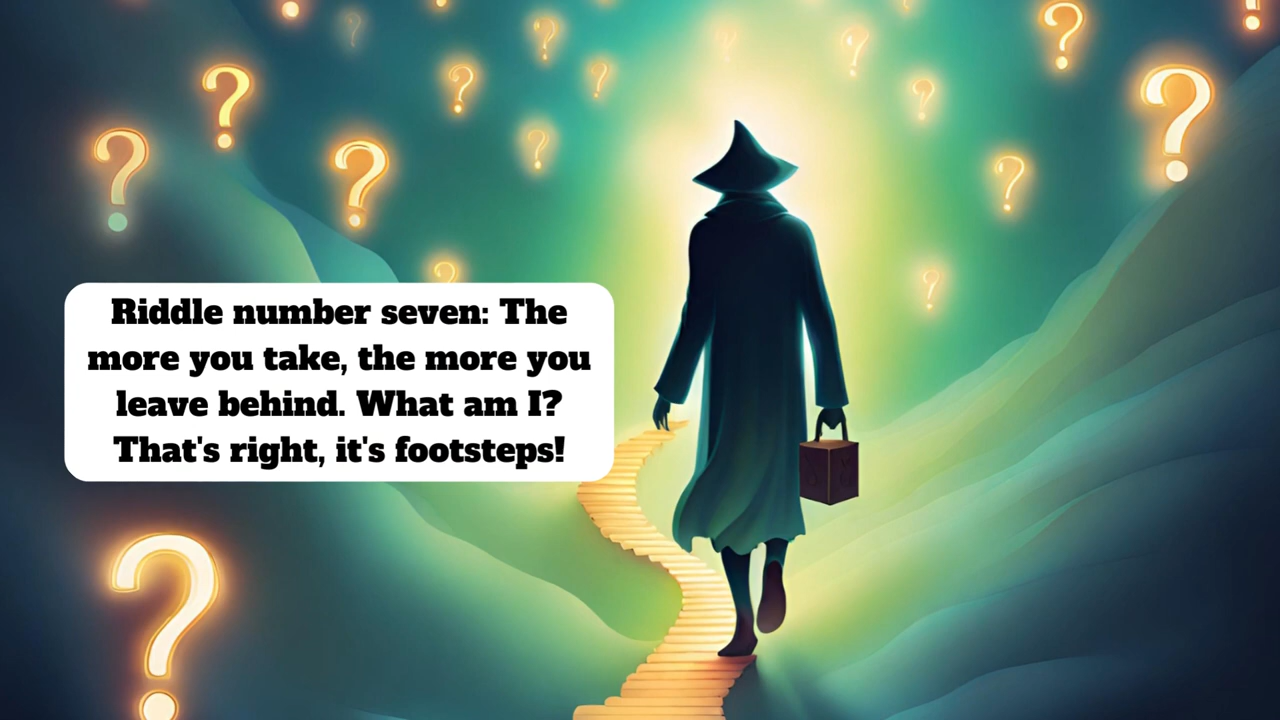 Riddle number seven: The
more you take, the more you
leave behind. What am I?
That's right, it's footsteps!